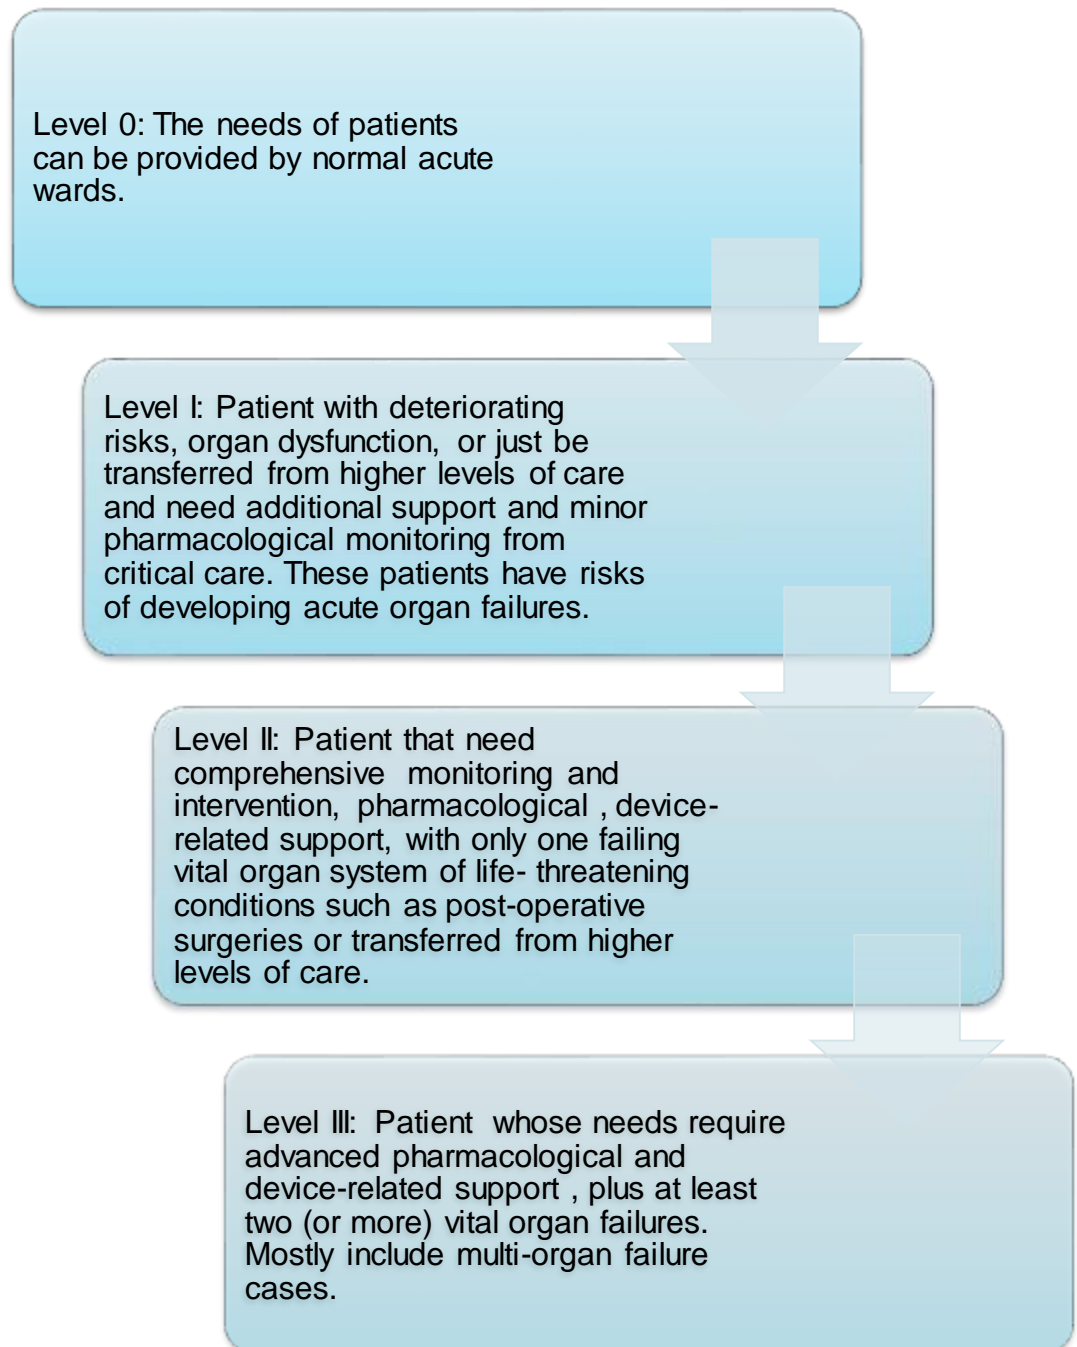 Level 0: The needs of patients
can be provided by normal acute
wards.
Level I: Patient with deteriorating
risks, organ dysfunction, or just be
transferred from higher levels of care
and need additional support and minor
pharmacological monitoring from
critical care. These patients have risks
of developing acute organ failures.
Level II: Patient that need
comprehensive monitoring and
intervention, pharmacological , device-
related support, with only one failing
vital organ system of life- threatening
conditions such as post-operative
surgeries or transferred from higher
levels of care.
Level III: Patient whose needs require
advanced pharmacological and
device-related support , plus at least
two (or more) vital organ failures.
Mostly include multi-organ failure
cases.